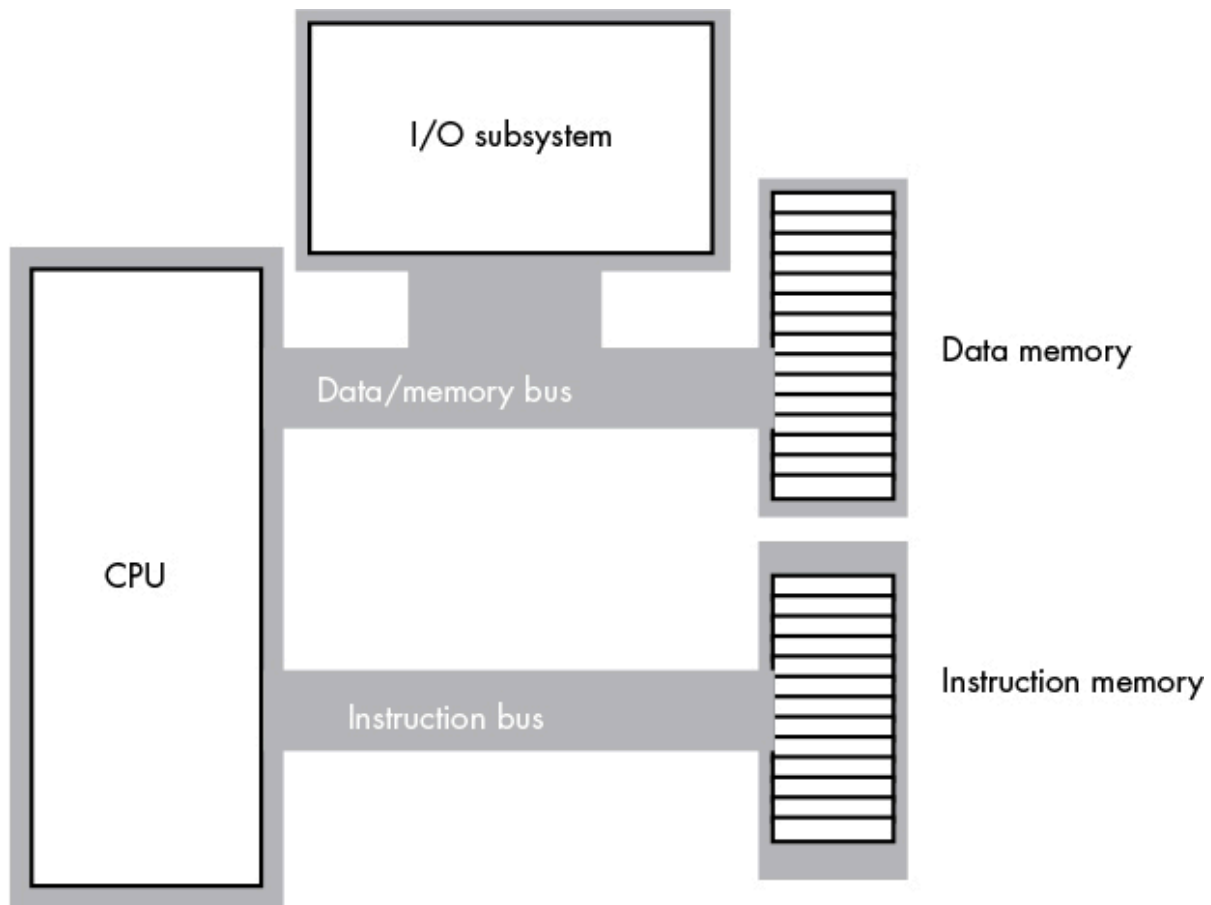 I/O subsystem
Data memory
Data/memory bus
CPU
Instruction memory
Instruction bus